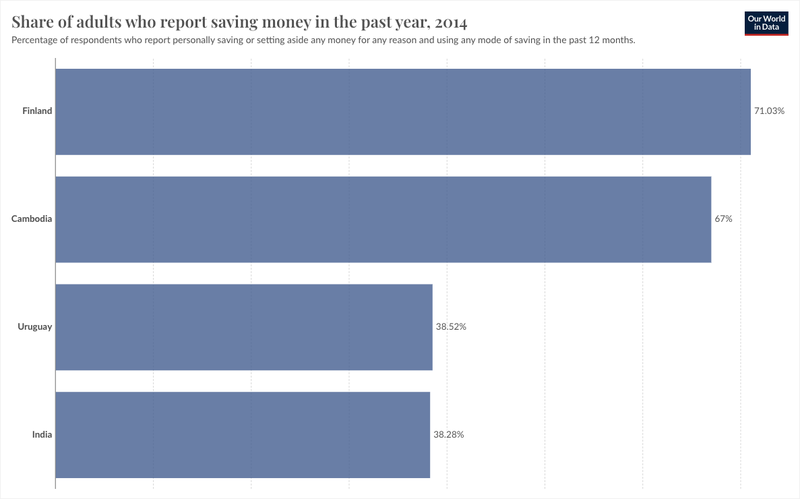 Share of adults who report saving money in the past year, 2014
Our World
in Data
Percentage of respondents who report personally saving or setting aside any money for any reason and using any mode of saving in the past 12 months.
Finland
71.03%
Cambodia
67%
Uruguay
38.52%
India
38.28%